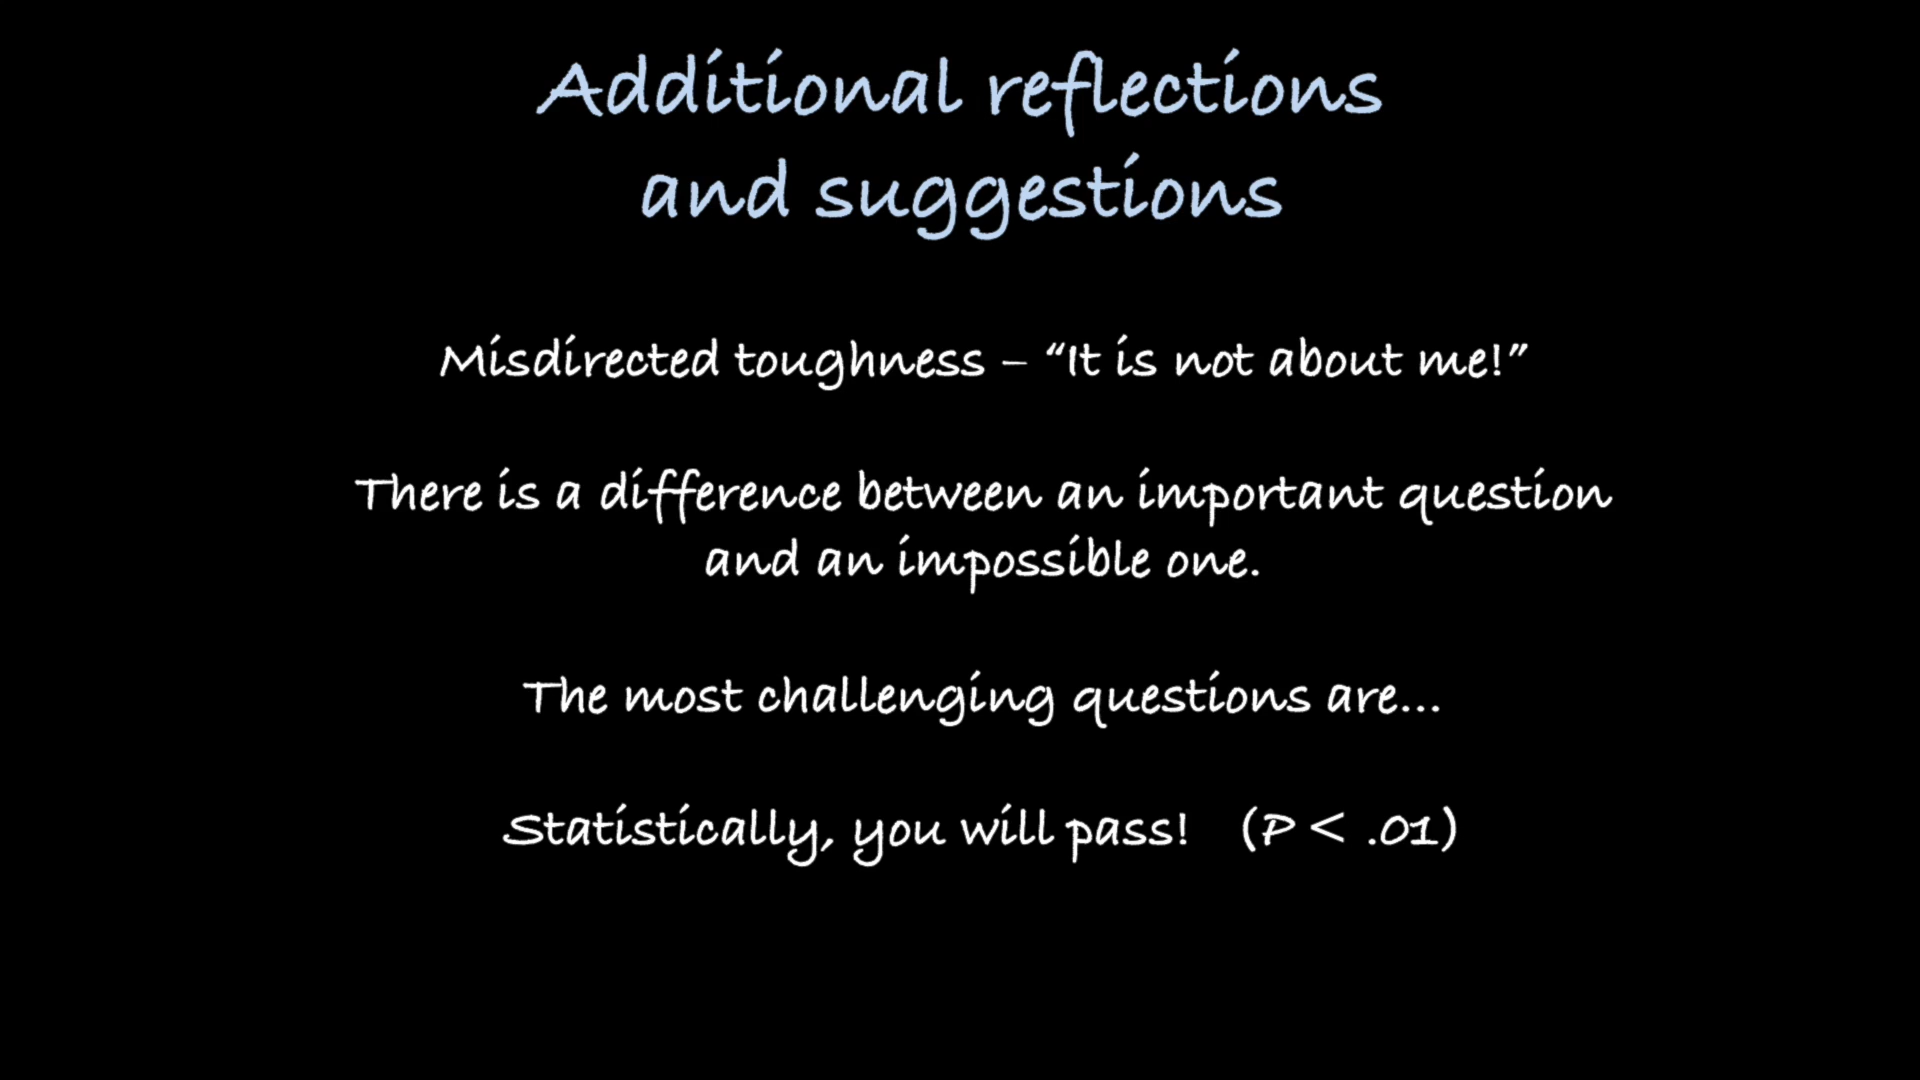 Additional reflections
and suggestions
Misdirected toughness – “It is not about me!”
There is a difference between an important question
and an impossible one.
The most challenging questions are...
Statistically, you will pass! (P < .01)